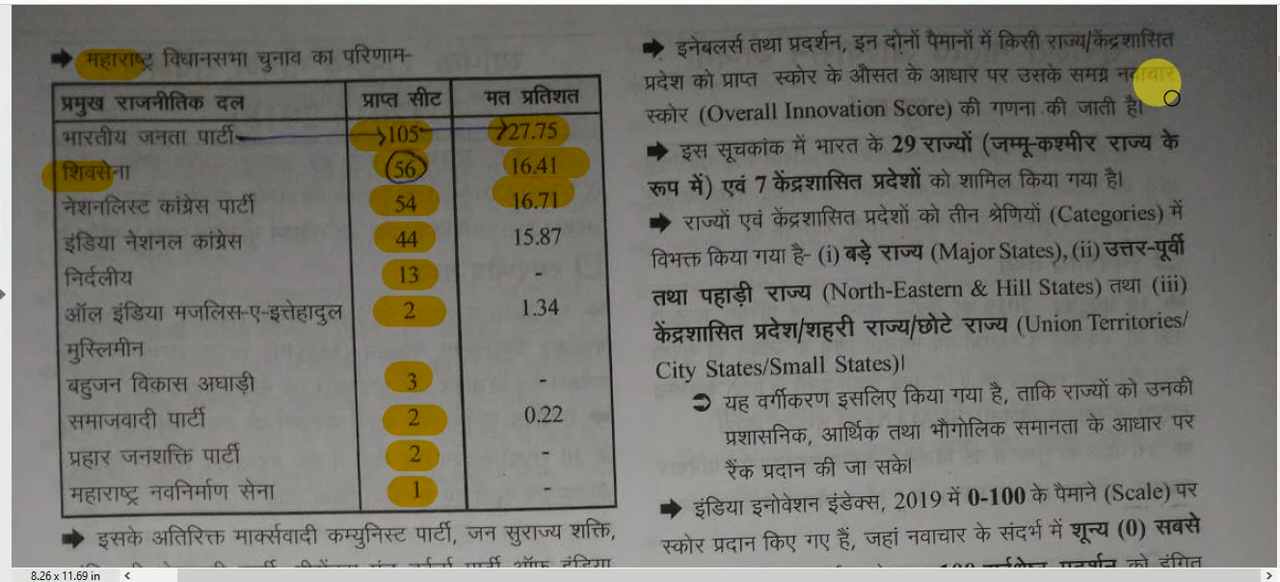 ➡ महाराष्ट्र विधानसभा चुनाव का परिणाम-
प्रमुख राजनीतिक दल प्राप्त सीट मत प्रतिशत
भारतीय जनता पार्टी 105 27.75
शिवसेना 56 16.41
नेशनलिस्ट कांग्रेस पार्टी 54 16.71
इंडिया नेशनल कांग्रेस 44 15.87
निर्दलीय 13 -
ऑल इंडिया मजलिस-ए-इत्तेहादुल 2 1.34
मुस्लिमीन
बहुजन विकास अघाड़ी 3 -
समाजवादी पार्टी 2 0.22
प्रहार जनशक्ति पार्टी 2 -
महाराष्ट्र नवनिर्माण सेना 1 -
➡ इसके अतिरिक्त मार्क्सवादी कम्युनिस्ट पार्टी, जन सुराज्य शक्ति,
➡ इनेबलर्स तथा प्रदर्शन, इन दोनों पैमानों में किसी राज्य/केंद्रशासित
प्रदेश को प्राप्त स्कोर के औसत के आधार पर उसके समग्र नवाचार
स्कोर (Overall Innovation Score) की गणना की जाती है।
➡ इस सूचकांक में भारत के 29 राज्यों (जम्मू-कश्मीर राज्य के
रूप में) एवं 7 केंद्रशासित प्रदेशों को शामिल किया गया है।
➡ राज्यों एवं केंद्रशासित प्रदेशों को तीन श्रेणियों (Categories) में
विभक्त किया गया है- (i) बड़े राज्य (Major States), (ii) उत्तर-पूर्वी
तथा पहाड़ी राज्य (North-Eastern & Hill States) तथा (iii)
केंद्रशासित प्रदेश/शहरी राज्य/छोटे राज्य (Union Territories/
City States/Small States)।
➲ यह वर्गीकरण इसलिए किया गया है, ताकि राज्यों को उनकी
प्रशासनिक, आर्थिक तथा भौगोलिक समानता के आधार पर
रैंक प्रदान की जा सके।
➡ इंडिया इनोवेशन इंडेक्स, 2019 में 0-100 के पैमाने (Scale) पर
स्कोर प्रदान किए गए हैं, जहां नवाचार के संदर्भ में शून्य (0) सबसे
8.26 x 11.69 in